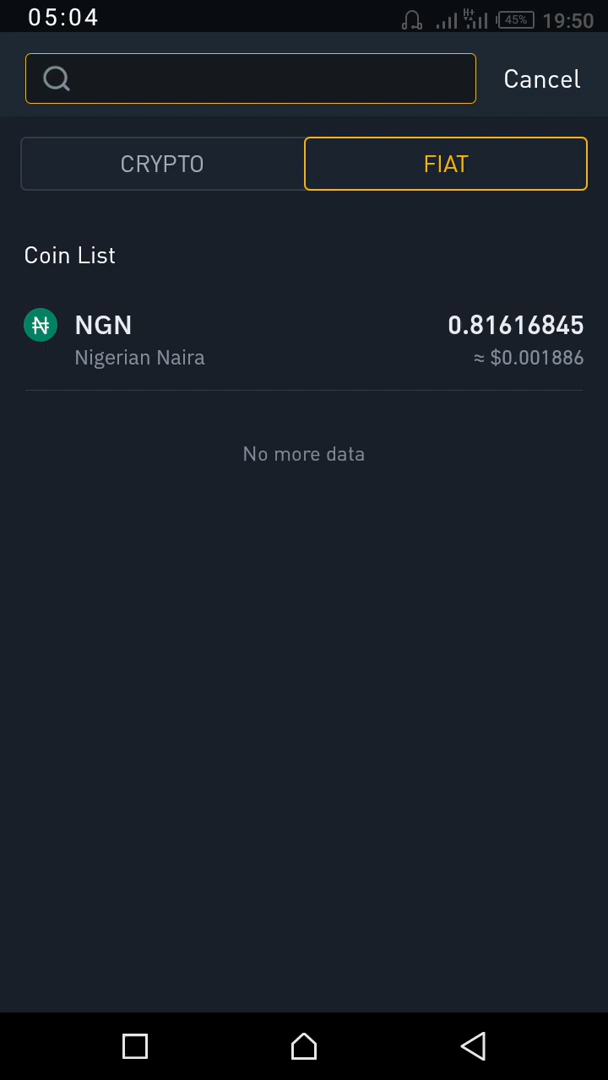 05:04
H+
45%
19:50
Cancel
CRYPTO
FIAT
Coin List
NGN
0.81616845
Nigerian Naira
≈ $0.001886
No more data